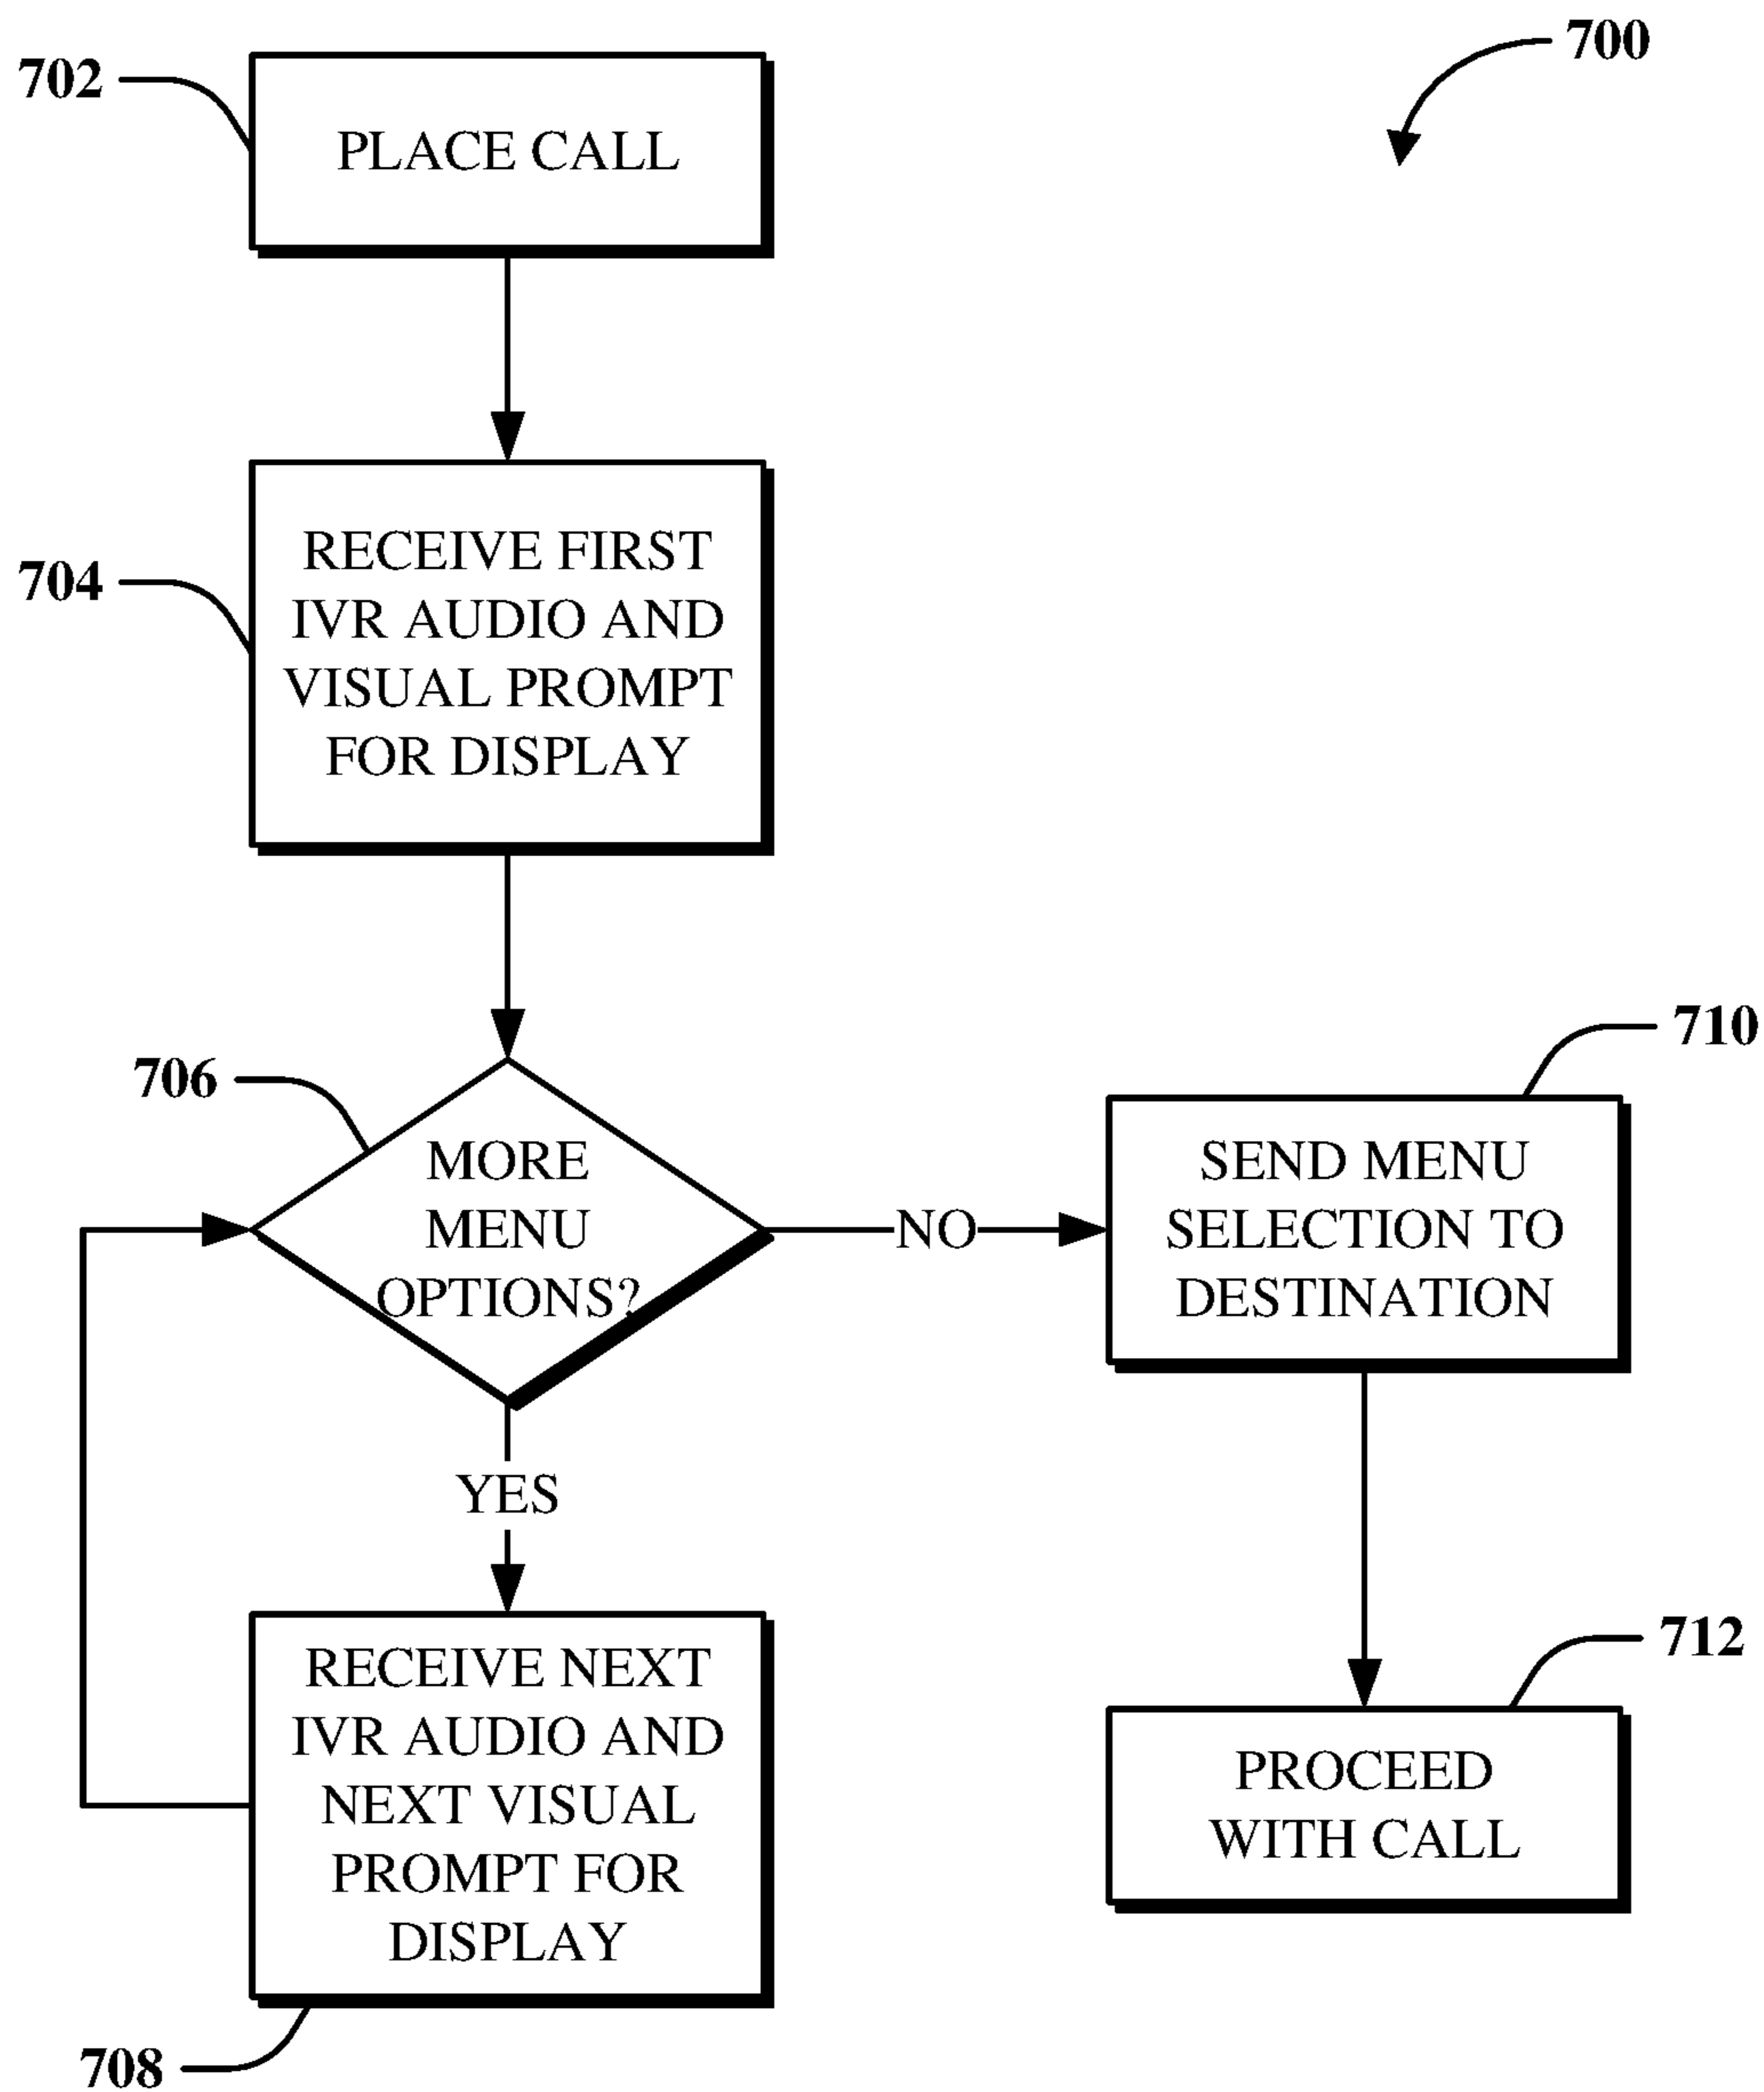 700
702
PLACE CALL
704
RECEIVE FIRST
IVR AUDIO AND
VISUAL PROMPT
FOR DISPLAY
706
MORE
MENU
OPTIONS?
NO
YES
710
SEND MENU
SELECTION TO
DESTINATION
708
RECEIVE NEXT
IVR AUDIO AND
NEXT VISUAL
PROMPT FOR
DISPLAY
712
PROCEED
WITH CALL